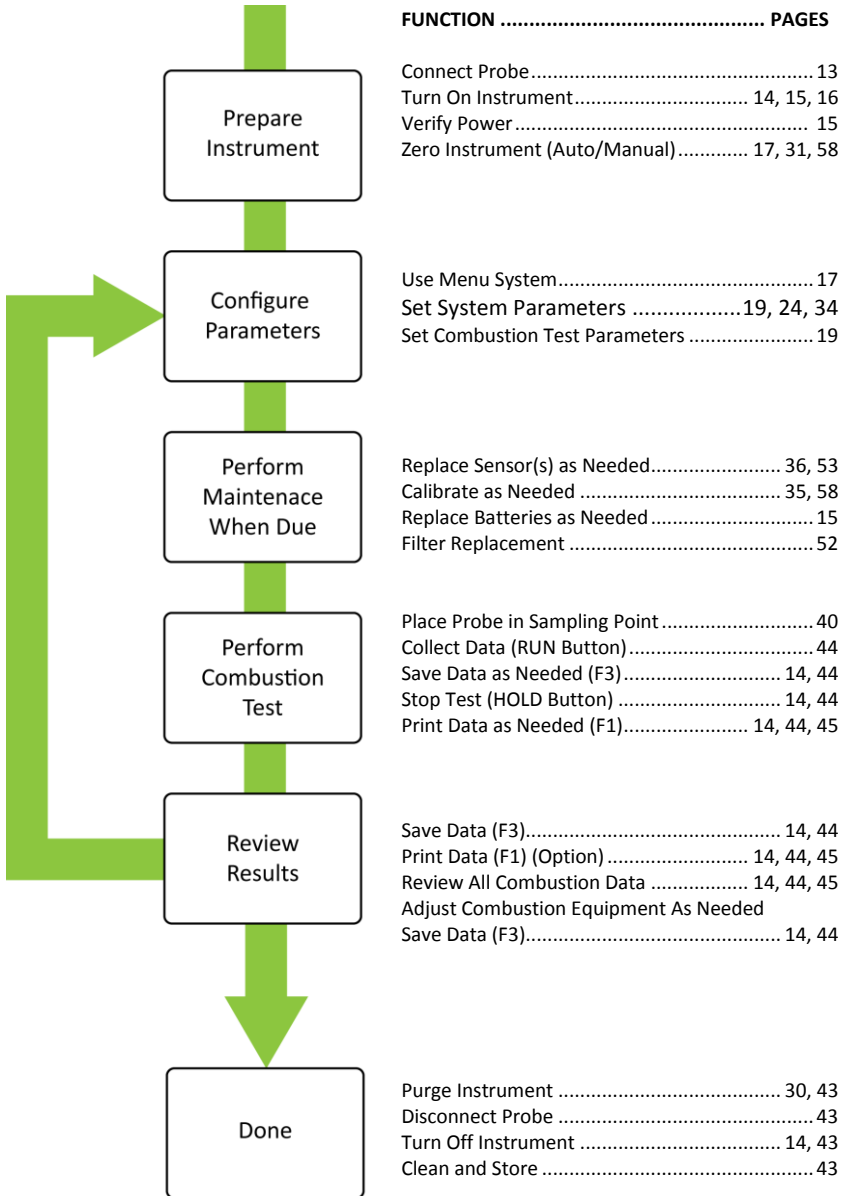 FUNCTION ............................................ PAGES
Prepare
Instrument
Connect Probe ................................................ 13
Turn On Instrument .............................. 14, 15, 16
Verify Power ................................................. 15
Zero Instrument (Auto/Manual) ............. 17, 31, 58
Configure
Parameters
Use Menu System ............................................ 17
Set System Parameters .................. 19, 24, 34
Set Combustion Test Parameters ....................... 19
Perform
Maintenace
When Due
Replace Sensor(s) as Needed ......................... 36, 53
Calibrate as Needed ................................... 35, 58
Replace Batteries as Needed ............................. 15
Filter Replacement .......................................... 52
Perform
Combustion
Test
Place Probe in Sampling Point ............................ 40
Collect Data (RUN Button) ................................. 44
Save Data as Needed (F3) ............................ 14, 44
Stop Test (HOLD Button) ............................. 14, 44
Print Data as Needed (F1) ........................ 14, 44, 45
Review
Results
Save Data (F3) ........................................... 14, 44
Print Data (F1) (Option) ........................ 14, 44, 45
Review All Combustion Data ................... 14, 44, 45
Adjust Combustion Equipment As Needed
Save Data (F3) ........................................... 14, 44
Done
Purge Instrument ...................................... 30, 43
Disconnect Probe ........................................... 43
Turn Off Instrument ................................... 14, 43
Clean and Store .............................................. 43